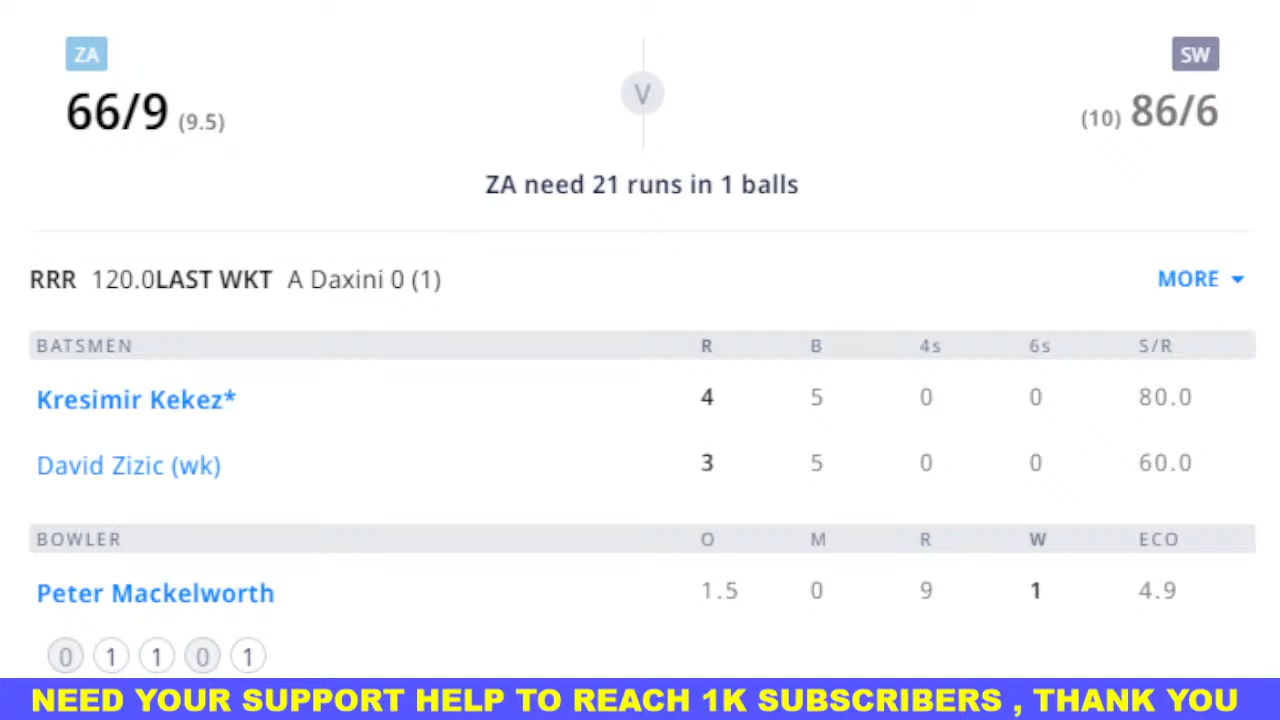 ZA
SW
66/9 (9.5)
V
(10) 86/6
ZA need 21 runs in 1 balls
RRR 120.0LAST WKT A Daxini 0 (1)
MORE
BATSMEN R B 4s 6s S/R
Kresimir Kekez* 4 5 0 0 80.0
David Zizic (wk) 3 5 0 0 60.0
BOWLER O M R W ECO
Peter Mackelworth 1.5 0 9 1 4.9
0 1 1 0 1
NEED YOUR SUPPORT HELP TO REACH 1K SUBSCRIBERS , THANK YOU